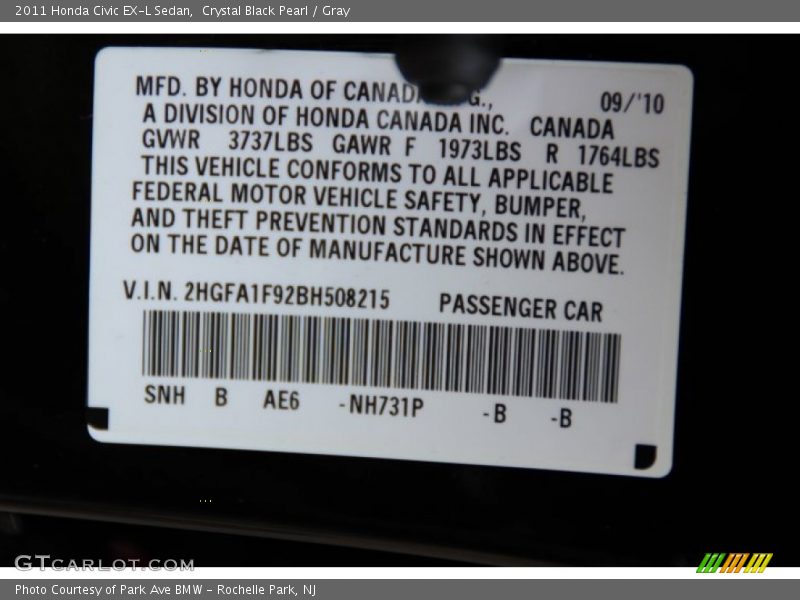 2011 Honda Civic EX-L Sedan, Crystal Black Pearl / Gray
MFD. BY HONDA OF CANAD G., 09/'10
A DIVISION OF HONDA CANADA INC. CANADA
GVWR 3737LBS GAWR F 1973LBS R 1764LBS
THIS VEHICLE CONFORMS TO ALL APPLICABLE
FEDERAL MOTOR VEHICLE SAFETY, BUMPER,
AND THEFT PREVENTION STANDARDS IN EFFECT
ON THE DATE OF MANUFACTURE SHOWN ABOVE.
V.I.N. 2HGFA1F92BH508215 PASSENGER CAR
SNH B AE6 -NH731P -B -B
GTCARLOT.COM
Photo Courtesy of Park Ave BMW - Rochelle Park, NJ